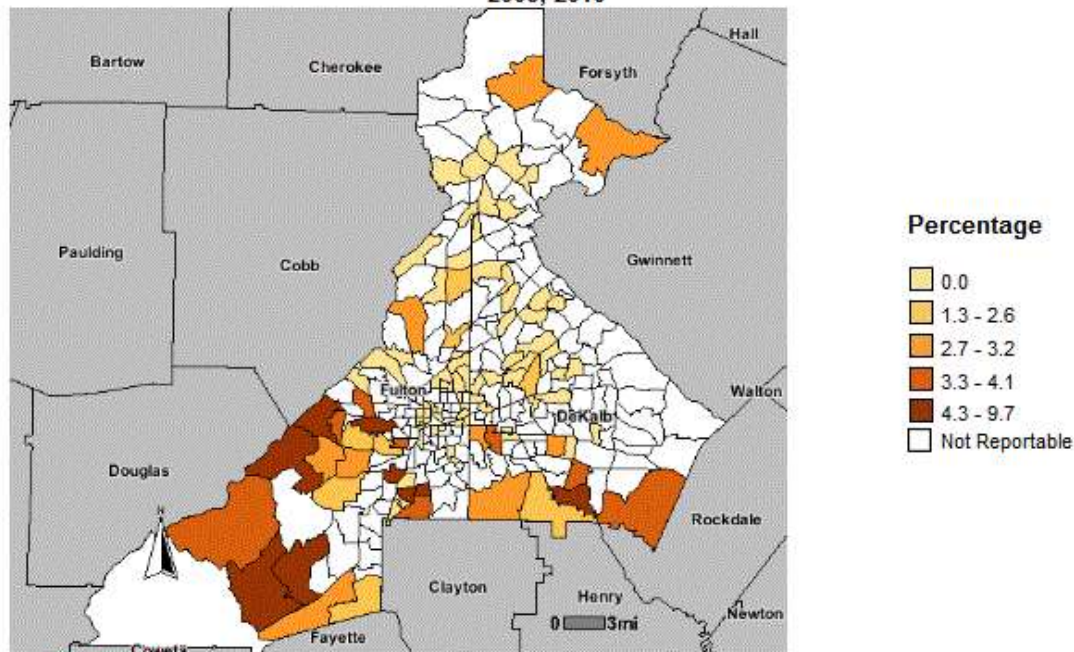 Hall
Bartow
Cherokee
Forsyth
Paulding
Cobb
Gwinnett
Percentage
0.0
1.3 - 2.6
2.7 - 3.2
3.3 - 4.1
4.3 - 9.7
Not Reportable
Fulton
Walton
DeKalb
Douglas
Rockdale
N
Clayton
Henry
Newton
0 3mi
Fayette
Coweta